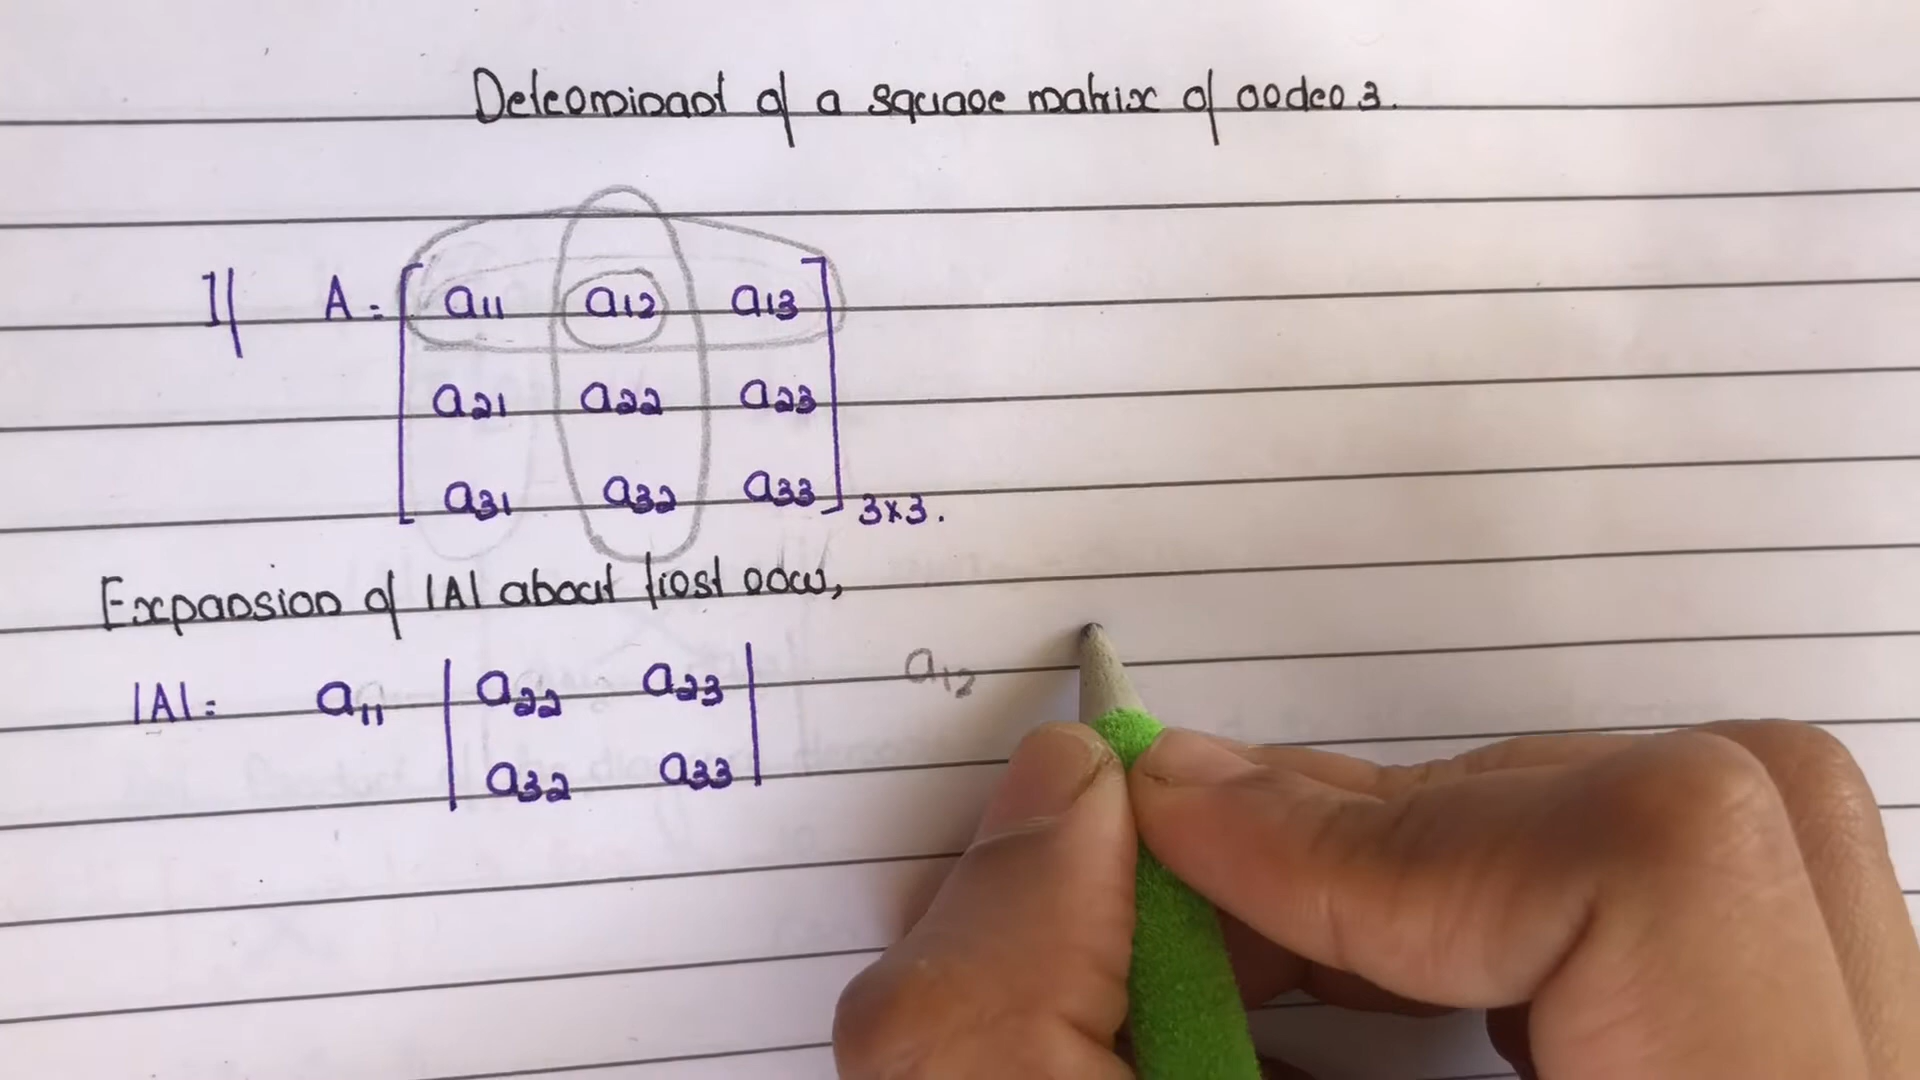 Determinant of a square matrix of order 3.
If A = [ a11 a12 a13
a21 a22 a23
a31 a32 a33 ] 3x3.
Expansion of |A| about first row,
|A| = a11 | a22 a23 | a12
| a32 a33 |